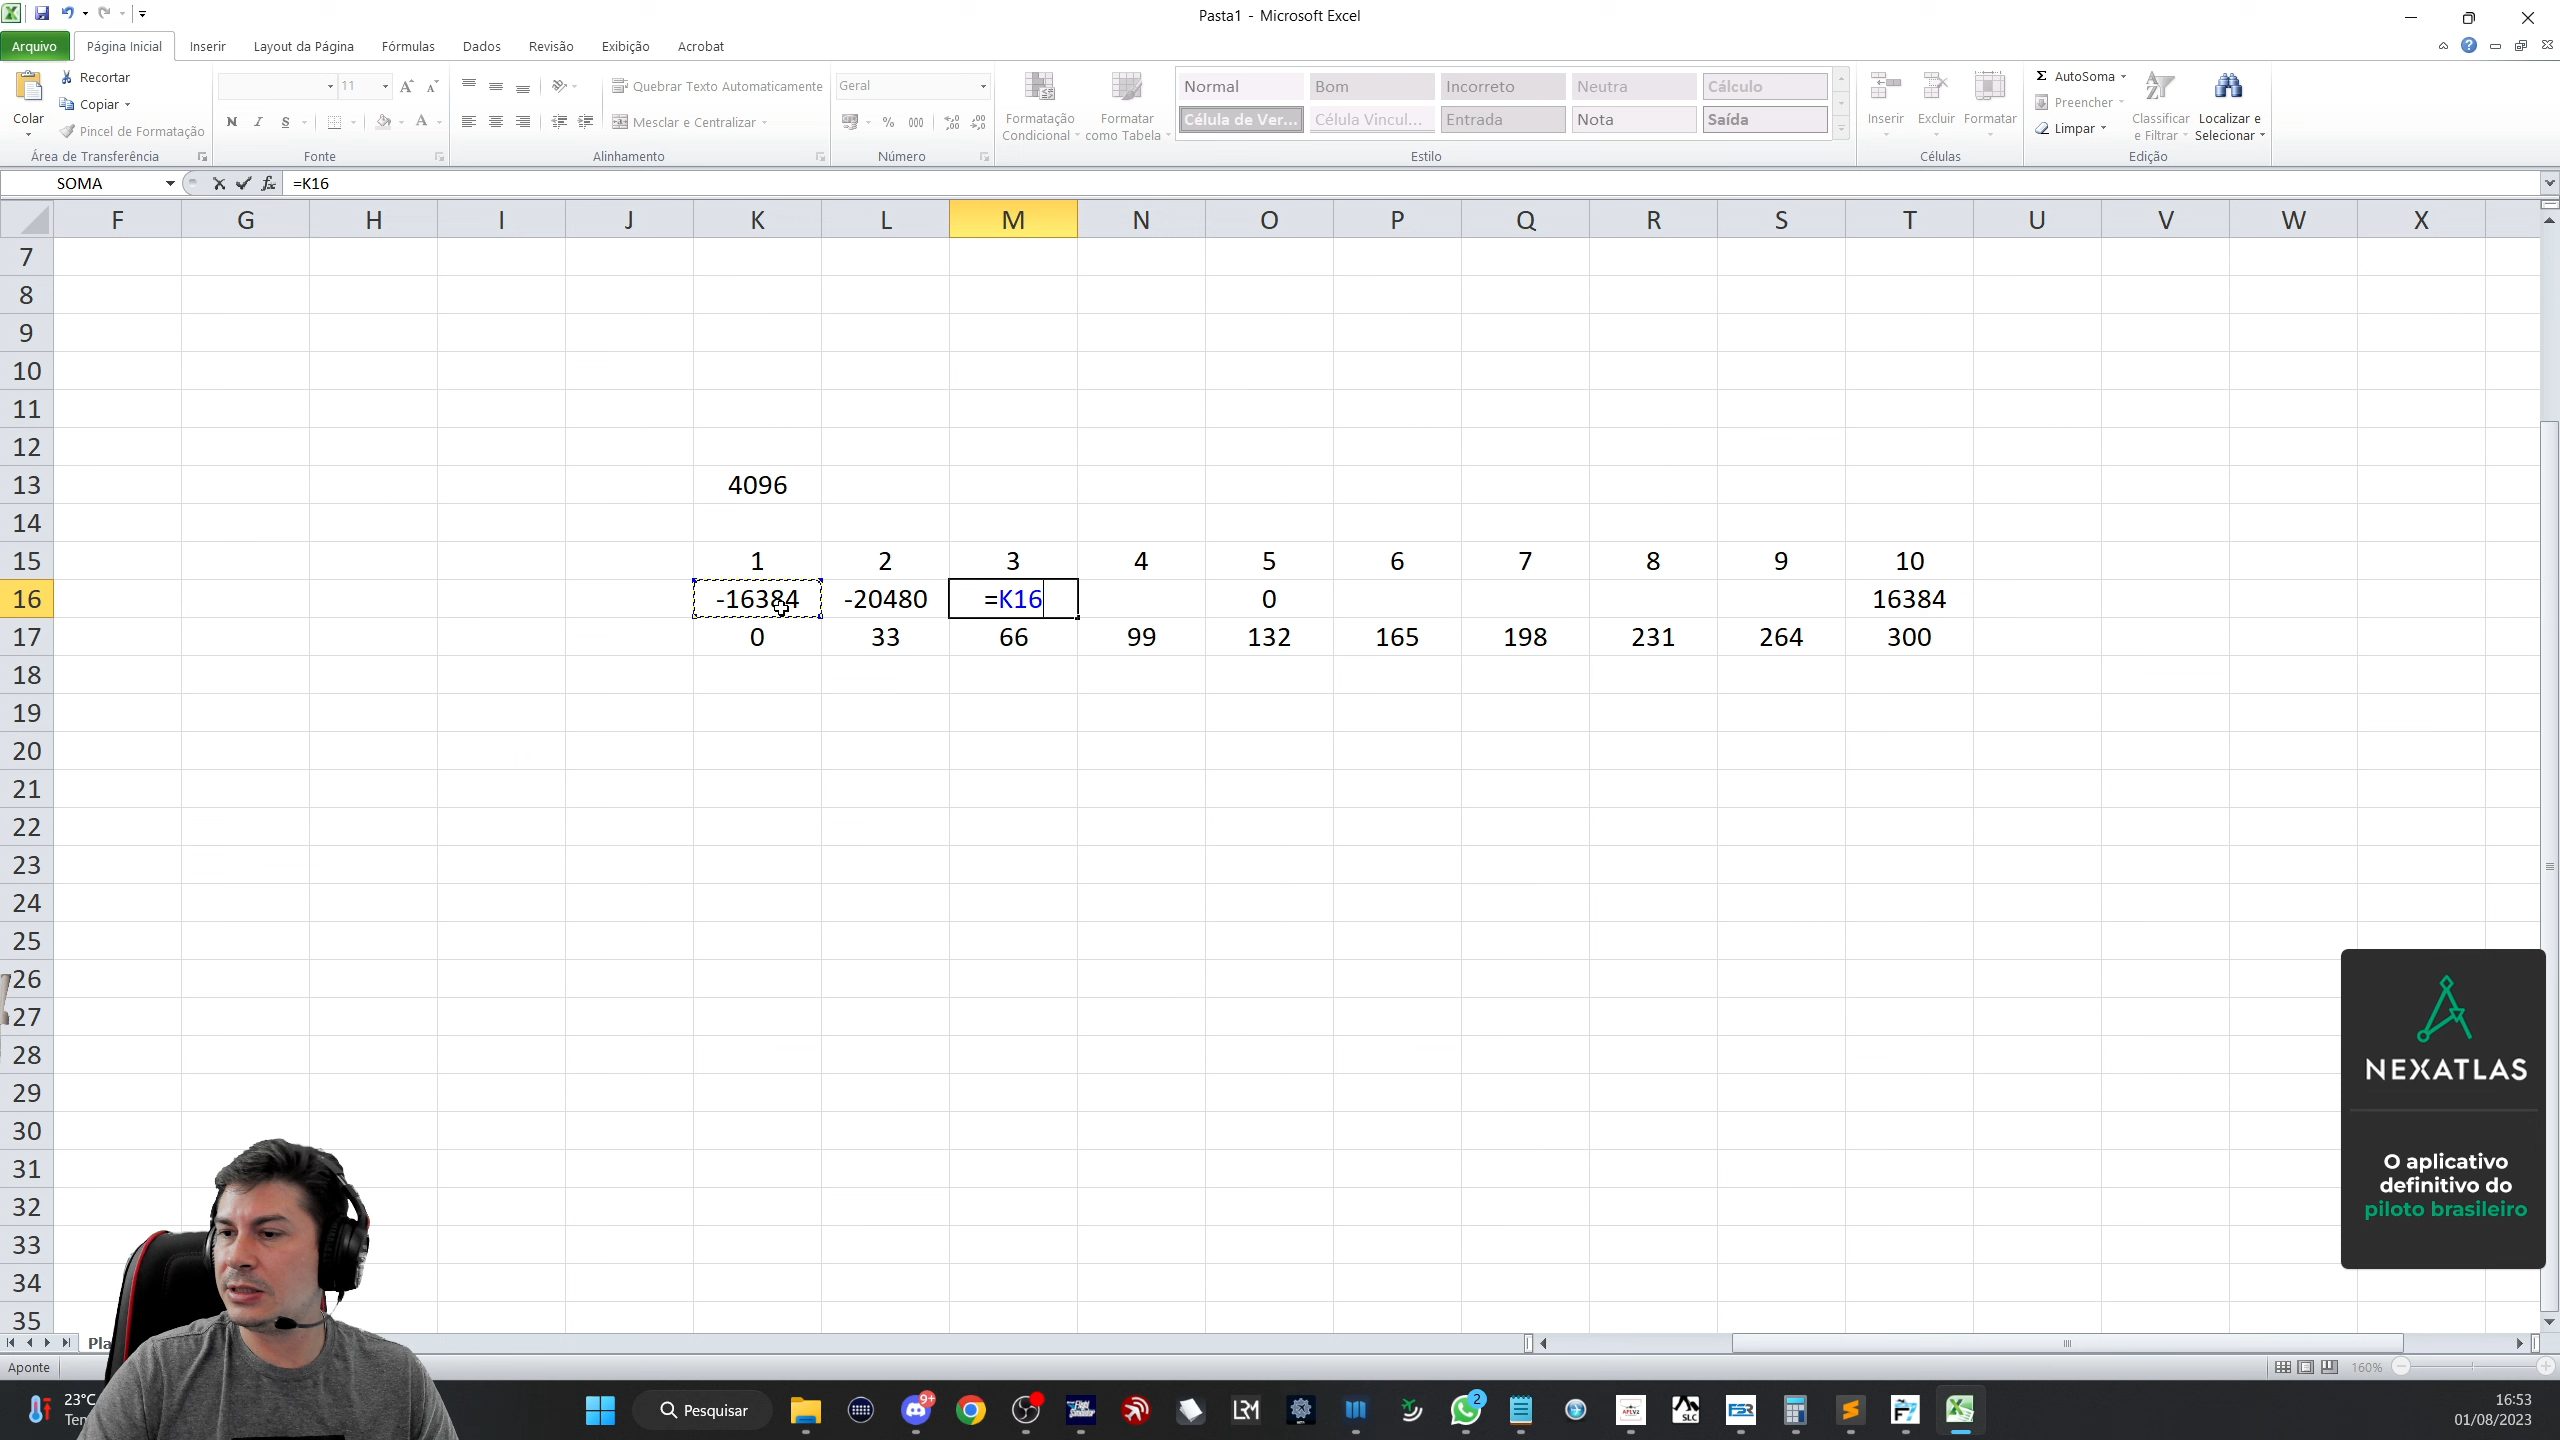 Pasta1 - Microsoft Excel
Arquivo Página Inicial Inserir Layout da Página Fórmulas Dados Revisão Exibição Acrobat
Colar
Recortar
Copiar
Pincel de Formatação
Área de Transferência
11
N I S
Fonte
Quebrar Texto Automaticamente
Mesclar e Centralizar
Alinhamento
Geral
% 000
Número
Formatação Condicional
Formatar como Tabela
Normal Bom Incorreto Neutra Cálculo
Célula de Ver... Célula Vincul... Entrada Nota Saída
Estilo
Inserir Excluir Formatar
Células
Σ AutoSoma
Preencher
Limpar
Classificar e Filtrar
Localizar e Selecionar
Edição
SOMA fx =K16
F G H I J K L M N O P Q R S T U V W X
7
8
9
10
11
12
13 4096
14
15 1 2 3 4 5 6 7 8 9 10
16 -16384 -20480 =K16 0 16384
17 0 33 66 99 132 165 198 231 264 300
18
19
20
21
22
23
24
25
26
27
28
29
30
31
32
33
34
35
NEXATLAS
O aplicativo
definitivo do
piloto brasileiro
Pla
Aponte
160%
23°C
Pesquisar
9+
LRM
2
SLC
FSR
16:53
01/08/2023